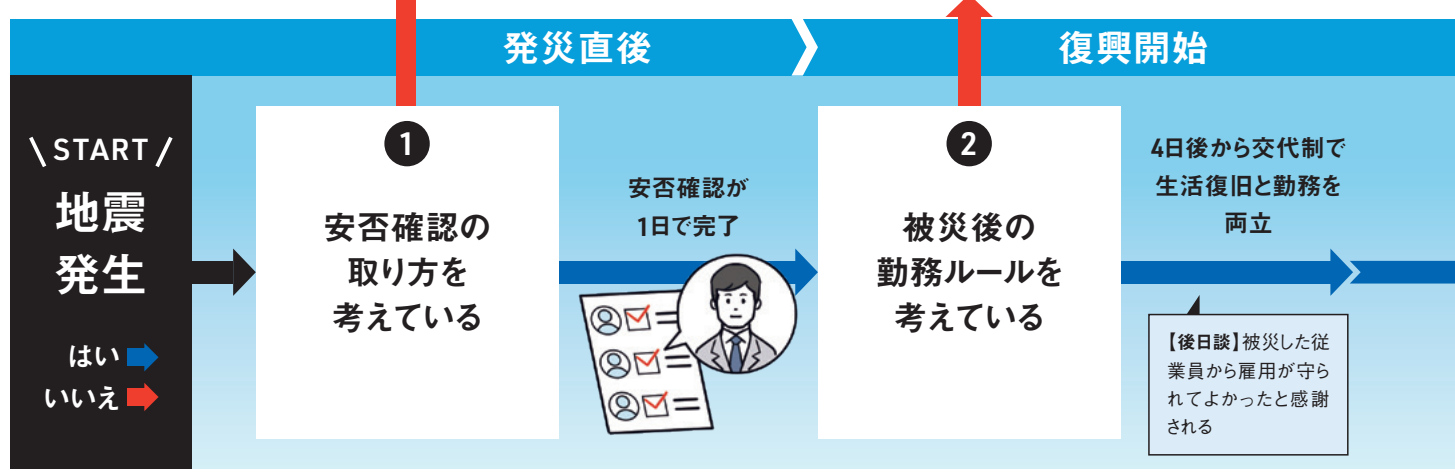 発災直後
復興開始
\ START /
地震
発生
はい
いいえ
1
安否確認の
取り方を
考えている
安否確認が
1日で完了
2
被災後の
勤務ルールを
考えている
4日後から交代制で
生活復旧と勤務を
両立
【後日談】被災した従
業員から雇用が守ら
れてよかったと感謝
される